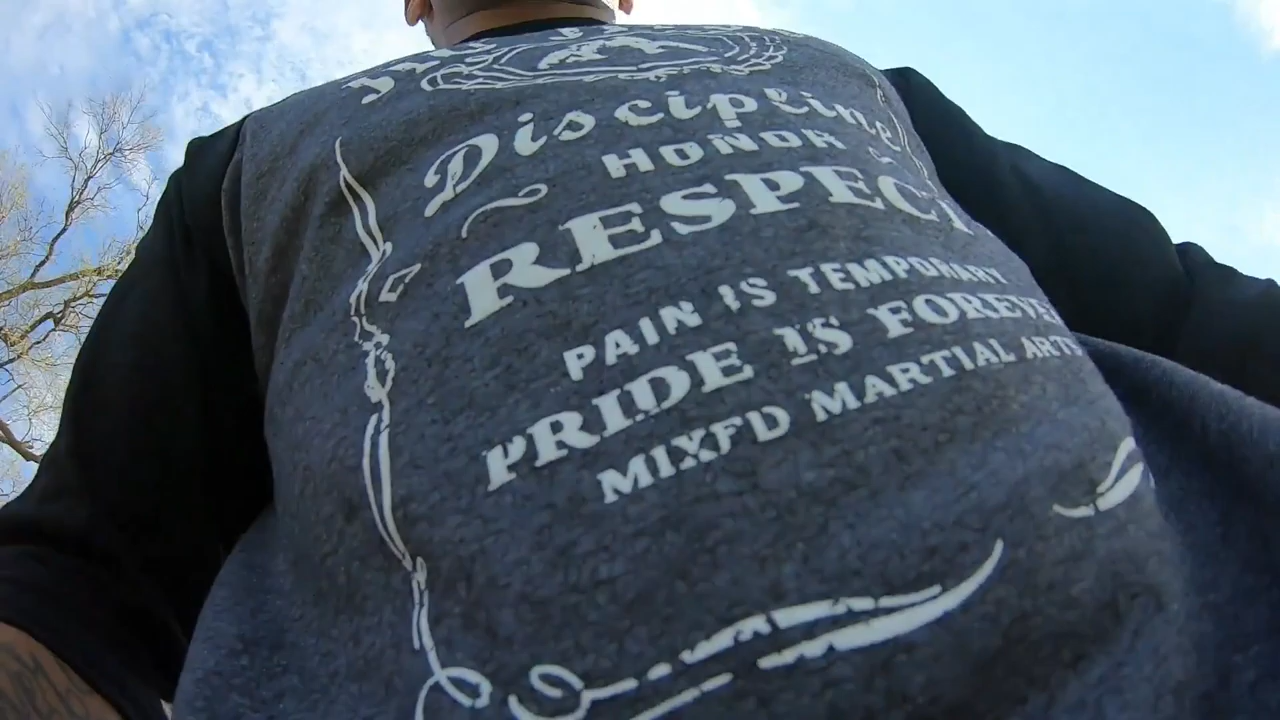 Discipline
HONOR &
RESPECT
PAIN IS TEMPORARY
PRIDE IS FOREVER
MIXED MARTIAL ARTS